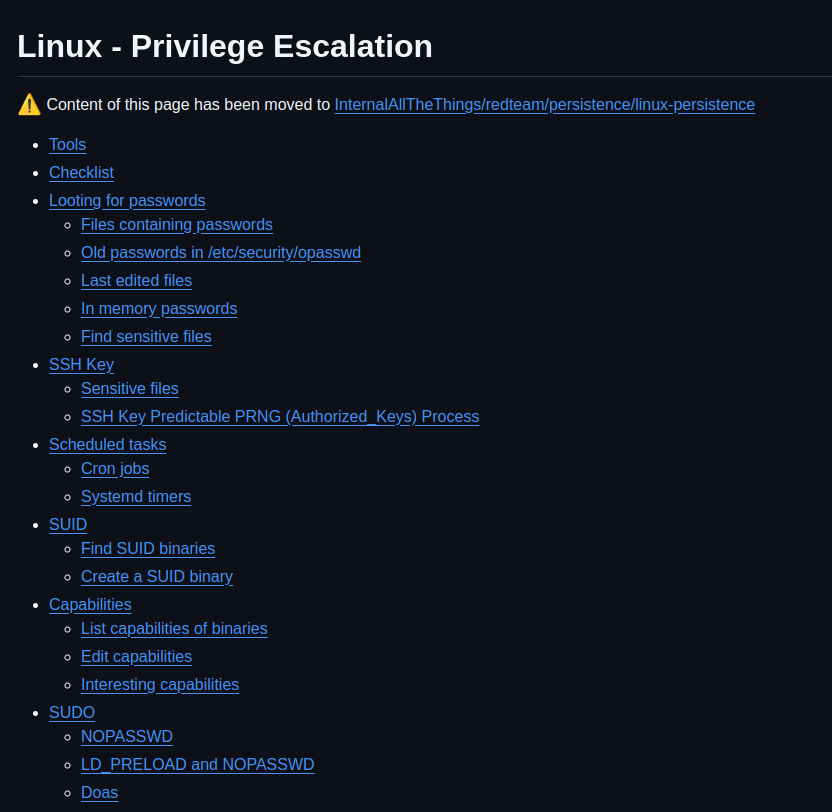 Linux - Privilege Escalation
⚠️ Content of this page has been moved to InternalAllTheThings/redteam/persistence/linux-persistence
Tools
Checklist
Looting for passwords
Files containing passwords
Old passwords in /etc/security/opasswd
Last edited files
In memory passwords
Find sensitive files
SSH Key
Sensitive files
SSH Key Predictable PRNG (Authorized_Keys) Process
Scheduled tasks
Cron jobs
Systemd timers
SUID
Find SUID binaries
Create a SUID binary
Capabilities
List capabilities of binaries
Edit capabilities
Interesting capabilities
SUDO
NOPASSWD
LD_PRELOAD and NOPASSWD
Doas